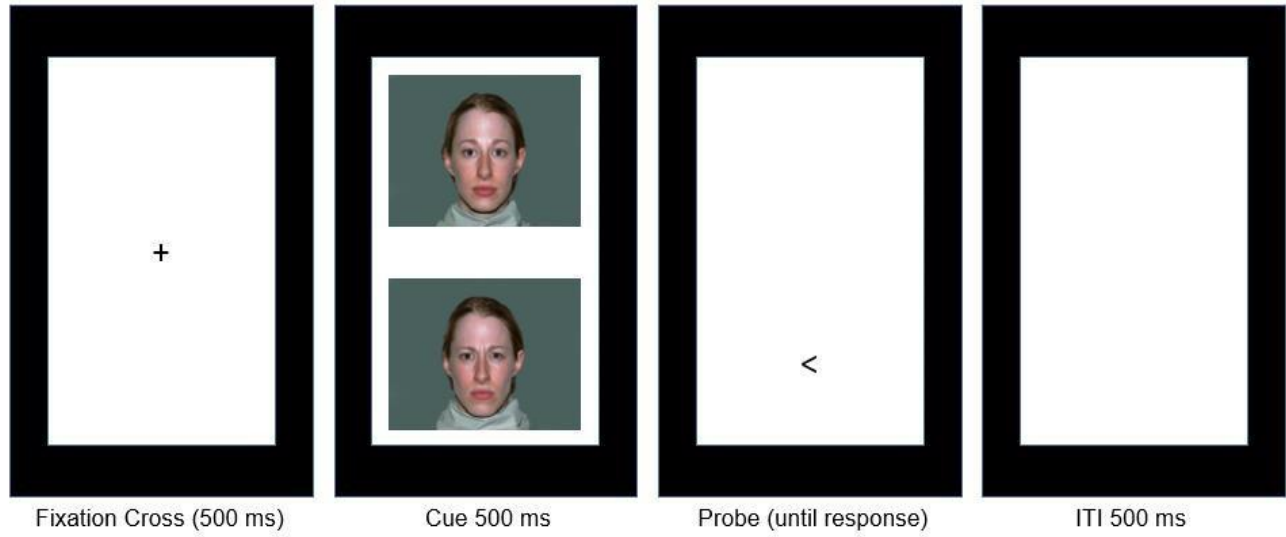 +
<
Fixation Cross (500 ms)
Cue 500 ms
Probe (until response)
ITI 500 ms